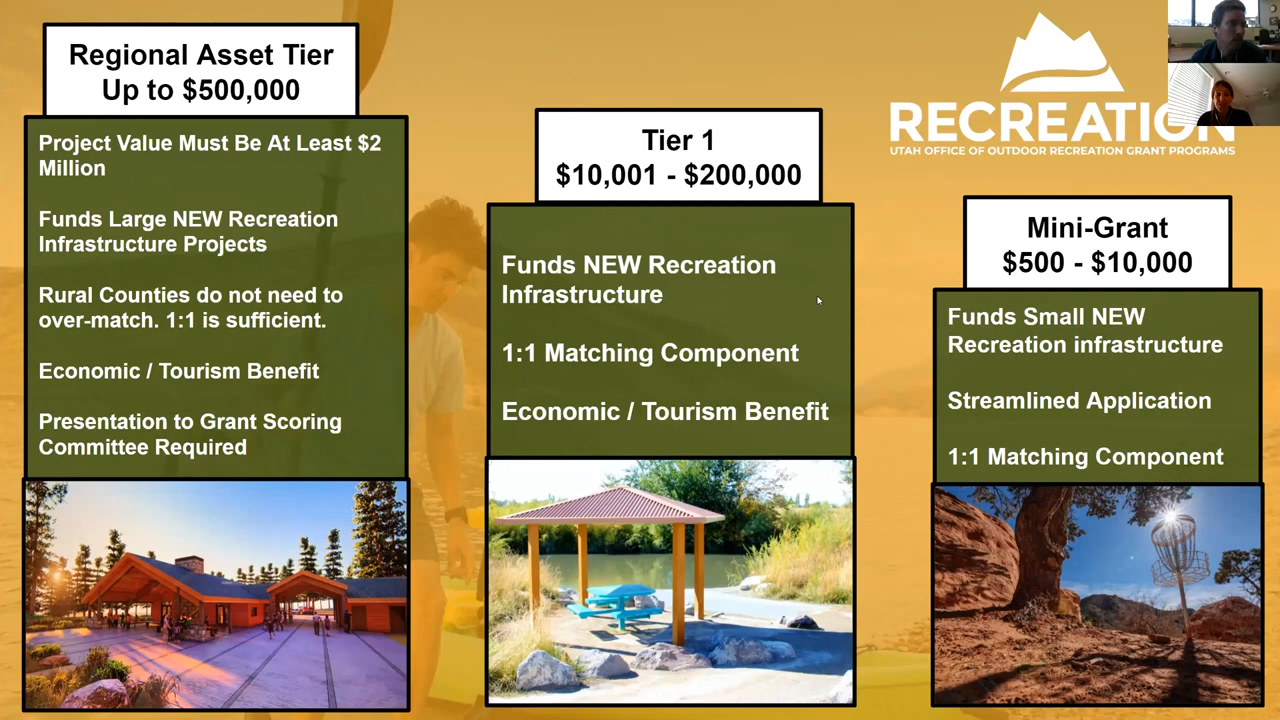 Regional Asset Tier
Up to $500,000
Project Value Must Be At Least $2
Million
Funds Large NEW Recreation
Infrastructure Projects
Rural Counties do not need to
over-match. 1:1 is sufficient.
Economic / Tourism Benefit
Presentation to Grant Scoring
Committee Required
Tier 1
$10,001 - $200,000
Funds NEW Recreation
Infrastructure
1:1 Matching Component
Economic / Tourism Benefit
RECREATION
UTAH OFFICE OF OUTDOOR RECREATION GRANT PROGRAMS
Mini-Grant
$500 - $10,000
Funds Small NEW
Recreation infrastructure
Streamlined Application
1:1 Matching Component